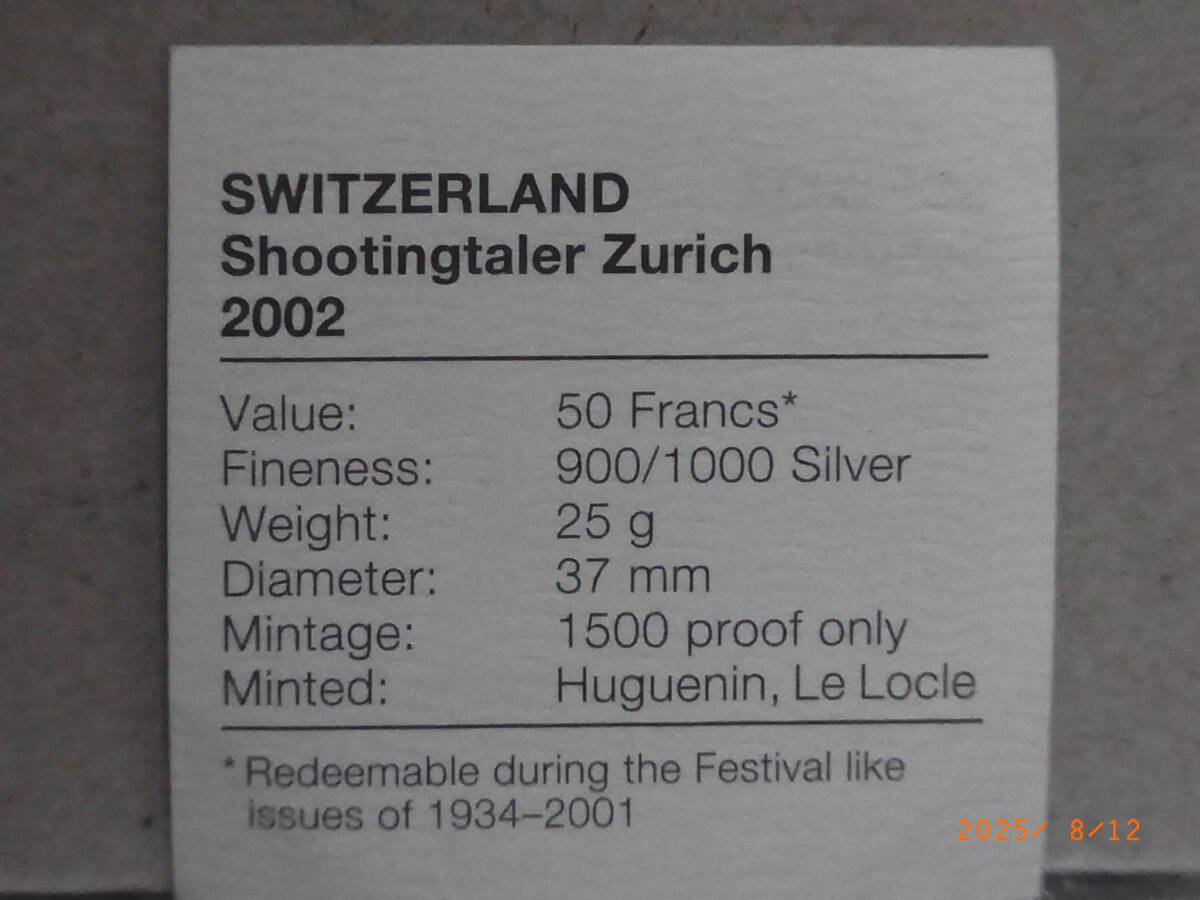 SWITZERLAND
Shootingtaler Zurich
2002
Value: 50 Francs*
Fineness: 900/1000 Silver
Weight: 25 g
Diameter: 37 mm
Mintage: 1500 proof only
Minted: Huguenin, Le Locle
* Redeemable during the Festival like
issues of 1934–2001
2025/ 8/12